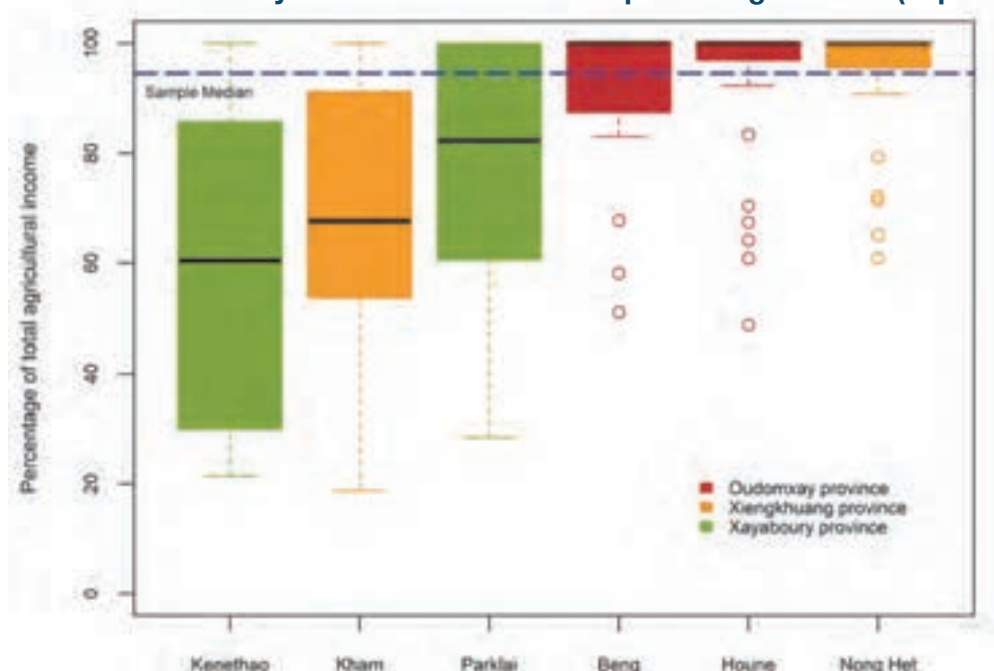 100
80
60
40
20
0
Percentage of total agricultural income
Sample Median
Oudomxay province
Xiengkhuang province
Xayaboury province
Kenethao Kham Parklai Beng Houne Nong Het